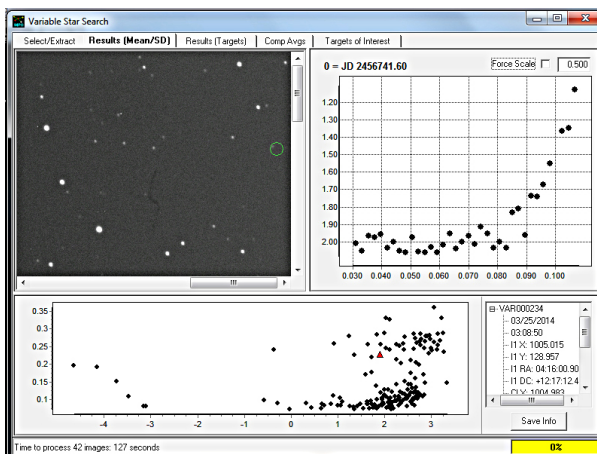 Variable Star Search
Select/Extract Results (Mean/SD) Results (Targets) Comp Avgs Targets of Interest
0 = JD 2456741.60 Force Scale 0.500
1.20
1.30
1.40
1.50
1.60
1.70
1.80
1.90
2.00
0.030 0.040 0.050 0.060 0.070 0.080 0.090 0.100
0.35
0.3
0.25
0.2
0.15
0.1
-4 -3 -2 -1 0 1 2 3
VAR000234
03/25/2014
03:08:50
I1 X: 1005.015
I1 Y: 128.957
I1 RA: 04:16:00.90
I1 DC: +12:17:12.4
Save Info
Time to process 42 images: 127 seconds 0%